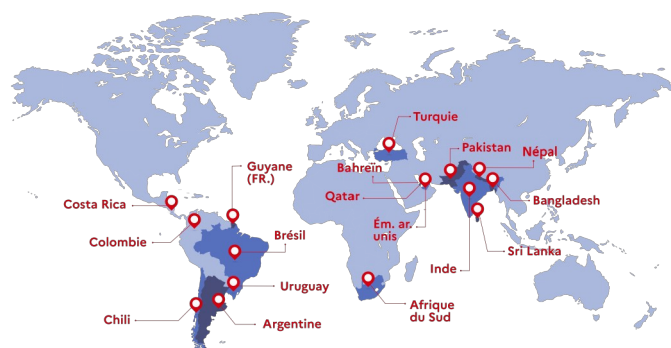 Turquie
Pakistan
Népal
Guyane
(FR.)
Bahreïn
Costa Rica
Qatar
Bangladesh
Colombie
Brésil
Ém. ar.
unis
Inde
Sri Lanka
Uruguay
Chili
Argentine
Afrique
du Sud